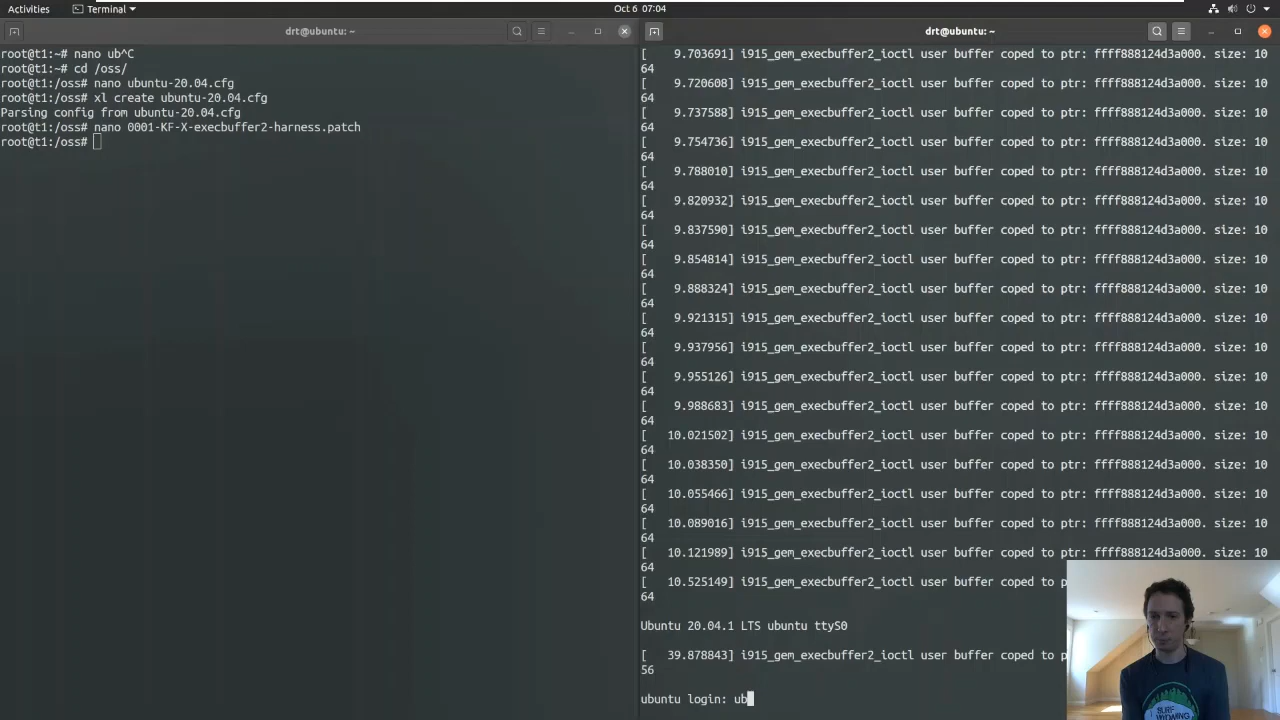 Activities
Terminal
Oct 6 07:04
drt@ubuntu: ~
root@t1:~# nano ub^C
root@t1:~# cd /oss/
root@t1:/oss# nano ubuntu-20.04.cfg
root@t1:/oss# xl create ubuntu-20.04.cfg
Parsing config from ubuntu-20.04.cfg
root@t1:/oss# nano 0001-KF-X-execbuffer2-harness.patch
root@t1:/oss#
drt@ubuntu: ~
[    9.703691] i915_gem_execbuffer2_ioctl user buffer coped to ptr: ffff888124d3a000. size: 10
64
[    9.720608] i915_gem_execbuffer2_ioctl user buffer coped to ptr: ffff888124d3a000. size: 10
64
[    9.737588] i915_gem_execbuffer2_ioctl user buffer coped to ptr: ffff888124d3a000. size: 10
64
[    9.754736] i915_gem_execbuffer2_ioctl user buffer coped to ptr: ffff888124d3a000. size: 10
64
[    9.788010] i915_gem_execbuffer2_ioctl user buffer coped to ptr: ffff888124d3a000. size: 10
64
[    9.820932] i915_gem_execbuffer2_ioctl user buffer coped to ptr: ffff888124d3a000. size: 10
64
[    9.837590] i915_gem_execbuffer2_ioctl user buffer coped to ptr: ffff888124d3a000. size: 10
64
[    9.854814] i915_gem_execbuffer2_ioctl user buffer coped to ptr: ffff888124d3a000. size: 10
64
[    9.888324] i915_gem_execbuffer2_ioctl user buffer coped to ptr: ffff888124d3a000. size: 10
64
[    9.921315] i915_gem_execbuffer2_ioctl user buffer coped to ptr: ffff888124d3a000. size: 10
64
[    9.937956] i915_gem_execbuffer2_ioctl user buffer coped to ptr: ffff888124d3a000. size: 10
64
[    9.955126] i915_gem_execbuffer2_ioctl user buffer coped to ptr: ffff888124d3a000. size: 10
64
[    9.988683] i915_gem_execbuffer2_ioctl user buffer coped to ptr: ffff888124d3a000. size: 10
64
[   10.021502] i915_gem_execbuffer2_ioctl user buffer coped to ptr: ffff888124d3a000. size: 10
64
[   10.038350] i915_gem_execbuffer2_ioctl user buffer coped to ptr: ffff888124d3a000. size: 10
64
[   10.055466] i915_gem_execbuffer2_ioctl user buffer coped to ptr: ffff888124d3a000. size: 10
64
[   10.089016] i915_gem_execbuffer2_ioctl user buffer coped to ptr: ffff888124d3a000. size: 10
64
[   10.121989] i915_gem_execbuffer2_ioctl user buffer coped to ptr: ffff888124d3a000. size: 10
64
[   10.525149] i915_gem_execbuffer2_ioctl user buffer coped to p
64
Ubuntu 20.04.1 LTS ubuntu ttyS0
[   39.878843] i915_gem_execbuffer2_ioctl user buffer coped to p
56
ubuntu login: ub